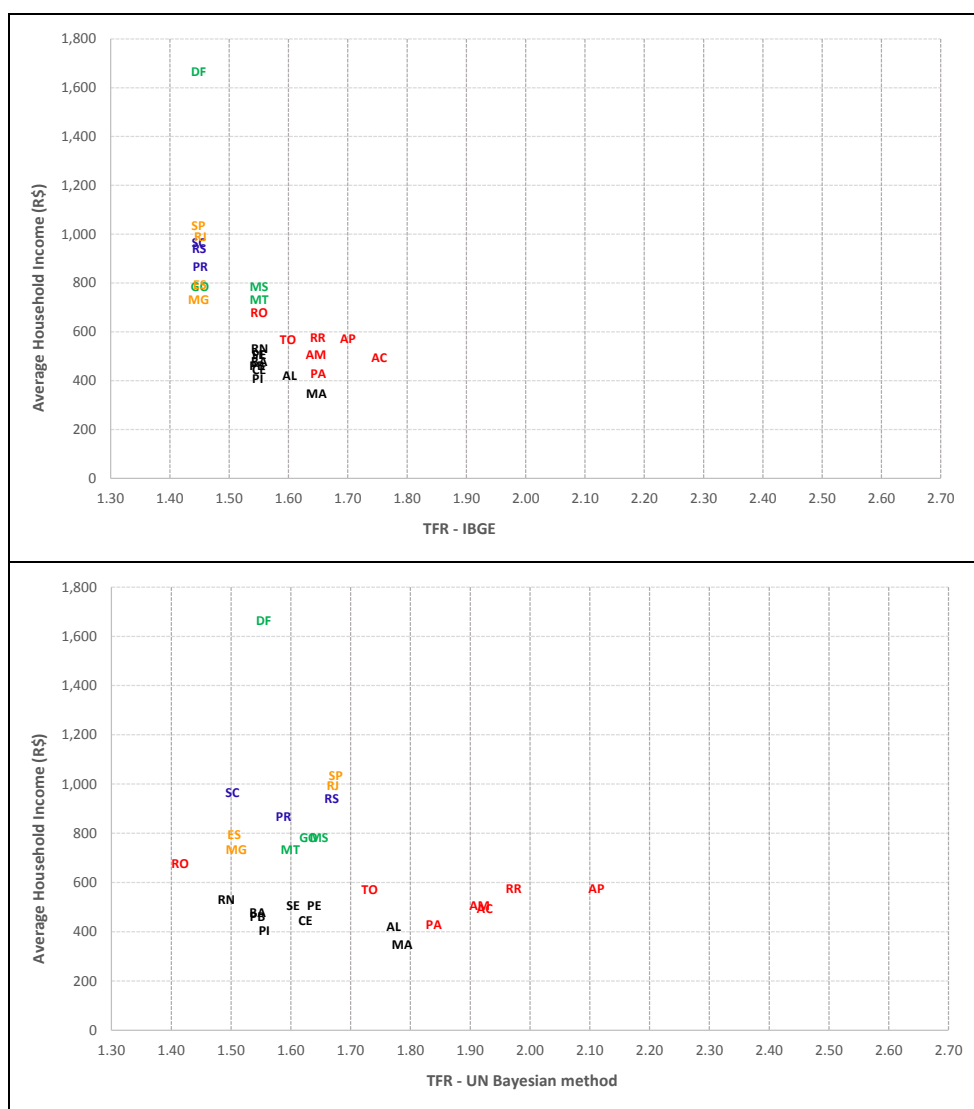 1,800
DF
1,600
1,400
1,200
SP
RJ
1,000
SC
RS
PR
800
GO
ES
MS
MG
MT
RO
600
RN
TO
RR
AP
SE
AM
AC
BA
400
CE
PA
PI
AL
MA
200
0
1.30 1.40 1.50 1.60 1.70 1.80 1.90 2.00 2.10 2.20 2.30 2.40 2.50 2.60 2.70
Average Household Income (R$)
TFR - IBGE
1,800
DF
1,600
1,400
1,200
SP
1,000
RJ
SC
RS
PR
800
ES
GO
MS
MG
MT
RO
600
RN
TO
RR
AP
BA
SE
PE
AM
AC
PB
CE
400
PI
AL
PA
MA
200
0
1.30 1.40 1.50 1.60 1.70 1.80 1.90 2.00 2.10 2.20 2.30 2.40 2.50 2.60 2.70
Average Household Income (R$)
TFR - UN Bayesian method